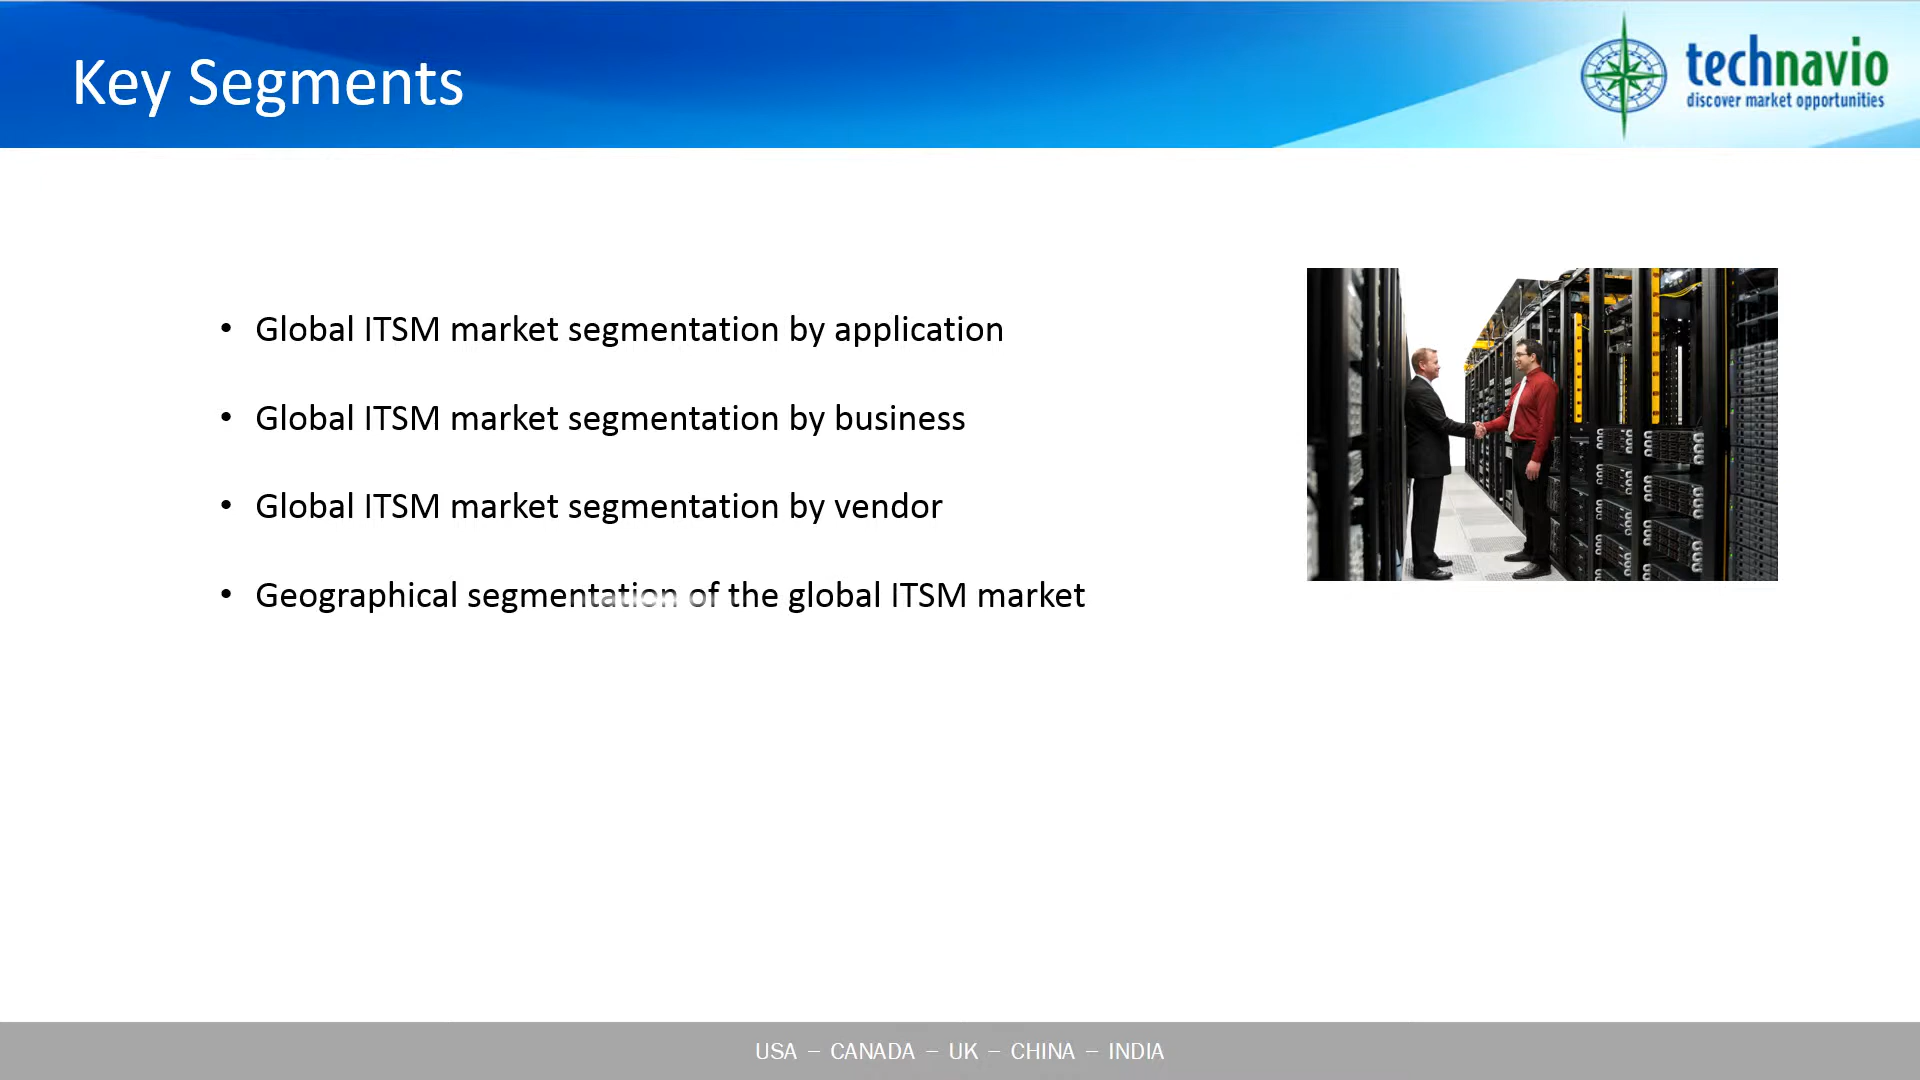 Key Segments
technavio
discover market opportunities
• Global ITSM market segmentation by application
• Global ITSM market segmentation by business
• Global ITSM market segmentation by vendor
• Geographical segmentation of the global ITSM market
USA – CANADA – UK – CHINA – INDIA